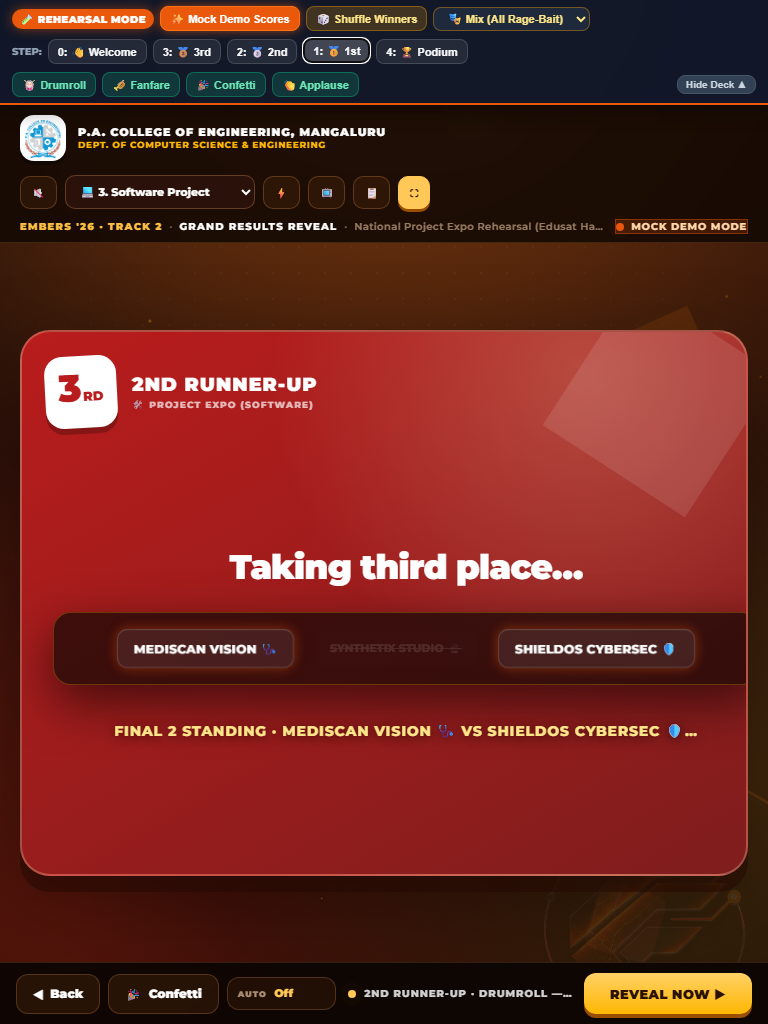 🧪 REHEARSAL MODE ✨ Mock Demo Scores 🎲 Shuffle Winners 🎭 Mix (All Rage-Bait)
STEP: 0: 👋 Welcome 3: 🥉 3rd 2: 🥈 2nd 1: 🥇 1st 4: 🏆 Podium
🥁 Drumroll 🎺 Fanfare 🎉 Confetti 👏 Applause Hide Deck ▲
P.A. COLLEGE OF ENGINEERING, MANGALURU
DEPT. OF COMPUTER SCIENCE & ENGINEERING
💻 3. Software Project
EMBERS '26 • TRACK 2 · GRAND RESULTS REVEAL · National Project Expo Rehearsal (Edusat Ha... MOCK DEMO MODE
3RD
2ND RUNNER-UP
🛠 PROJECT EXPO (SOFTWARE)
Taking third place...
MEDISCAN VISION 🩺 SYNTHETIX STUDIO SHIELDOS CYBERSEC 🛡️
FINAL 2 STANDING • MEDISCAN VISION 🩺 VS SHIELDOS CYBERSEC 🛡️ ...
◀ Back 🎉 Confetti AUTO Off 2ND RUNNER-UP · DRUMROLL —... REVEAL NOW ▶